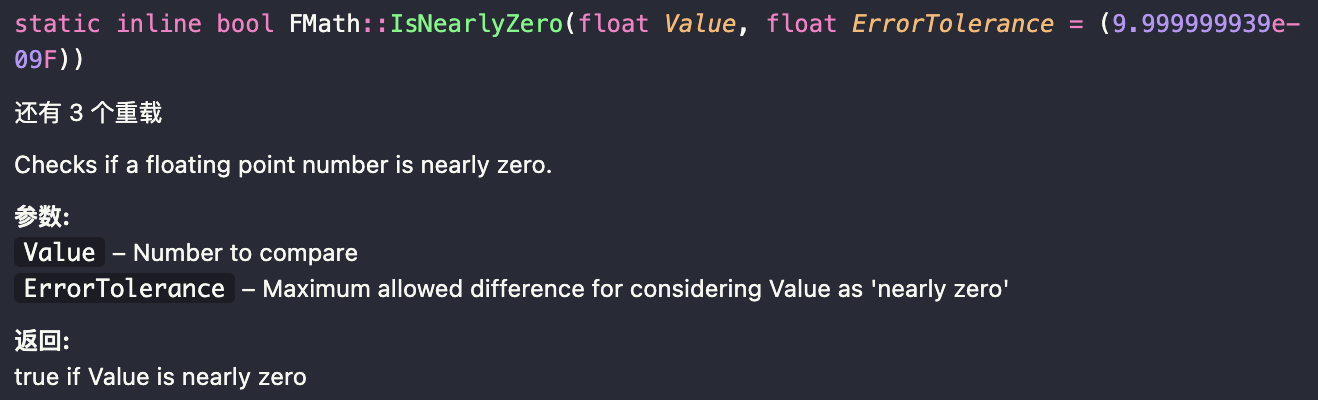 static inline bool FMath::IsNearlyZero(float Value, float ErrorTolerance = (9.999999939e-
09F))
还有 3 个重载
Checks if a floating point number is nearly zero.
参数:
Value – Number to compare
ErrorTolerance – Maximum allowed difference for considering Value as 'nearly zero'
返回:
true if Value is nearly zero